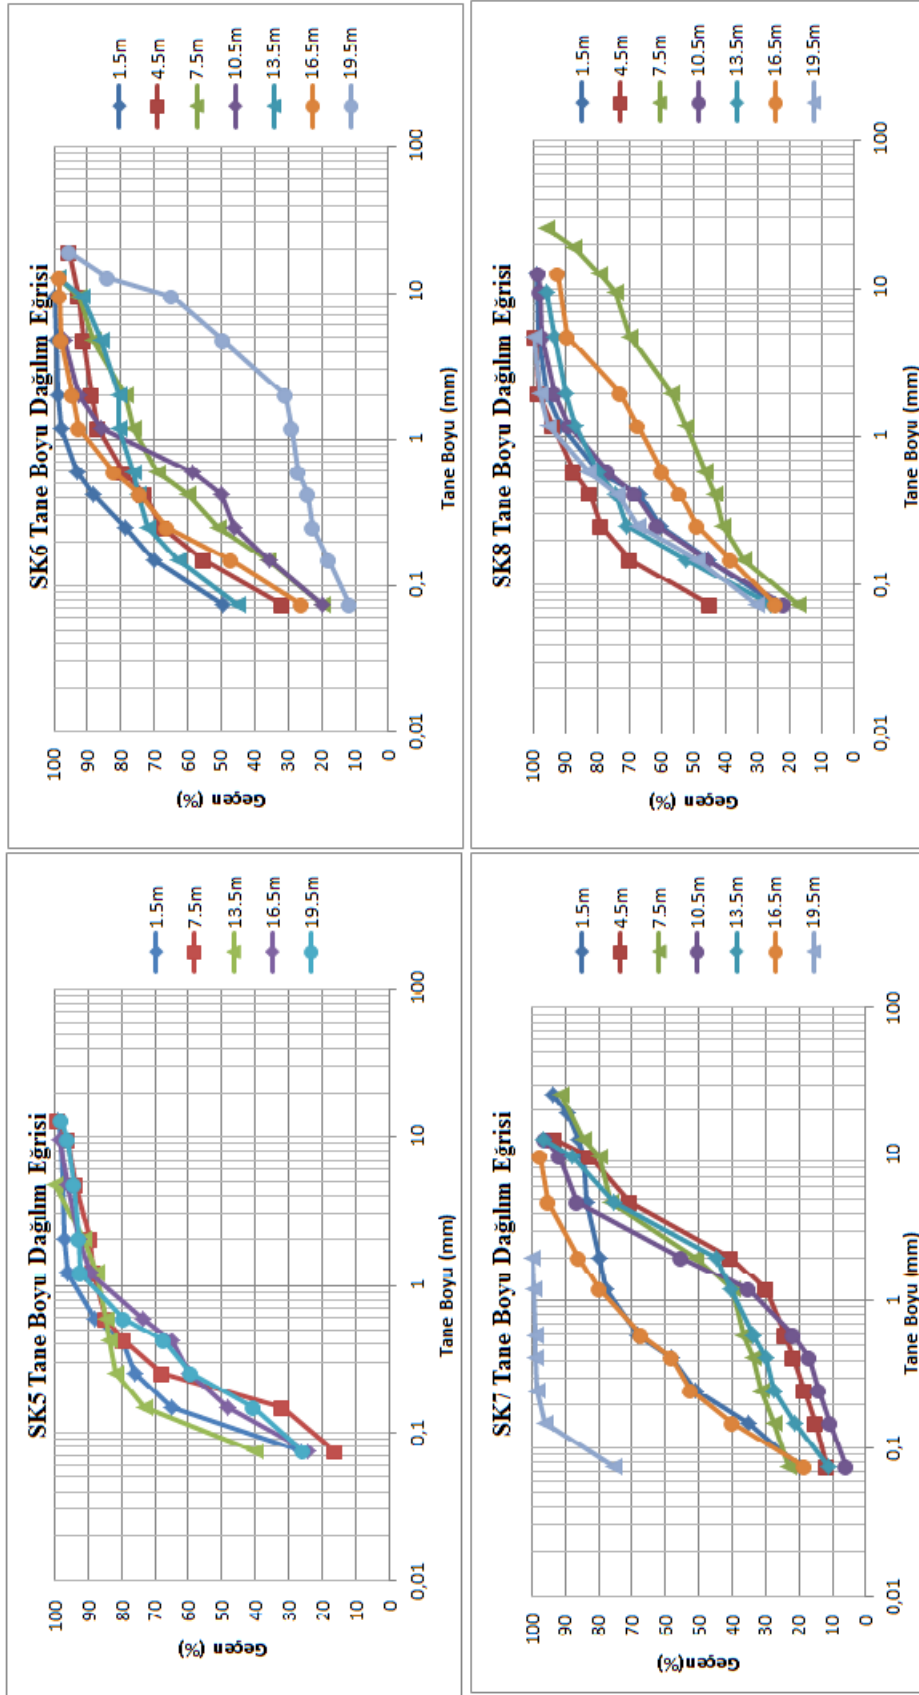 SK5 Tane Boyu Dağılım Eğrisi
Geçen (%)
100
90
80
70
60
50
40
30
20
10
0
0,01
0,1
1
10
100
Tane Boyu (mm)
1.5m
7.5m
13.5m
16.5m
19.5m
SK6 Tane Boyu Dağılım Eğrisi
Geçen (%)
100
90
80
70
60
50
40
30
20
10
0
0,01
0,1
1
10
100
Tane Boyu (mm)
1.5m
4.5m
7.5m
10.5m
13.5m
16.5m
19.5m
SK7 Tane Boyu Dağılım Eğrisi
Geçen(%)
100
90
80
70
60
50
40
30
20
10
0
0,01
0,1
1
10
100
Tane Boyu (mm)
1.5m
4.5m
7.5m
10.5m
13.5m
16.5m
19.5m
SK8 Tane Boyu Dağılım Eğrisi
Geçen (%)
100
90
80
70
60
50
40
30
20
10
0
0,01
0,1
1
10
100
Tane Boyu (mm)
1.5m
4.5m
7.5m
10.5m
13.5m
16.5m
19.5m